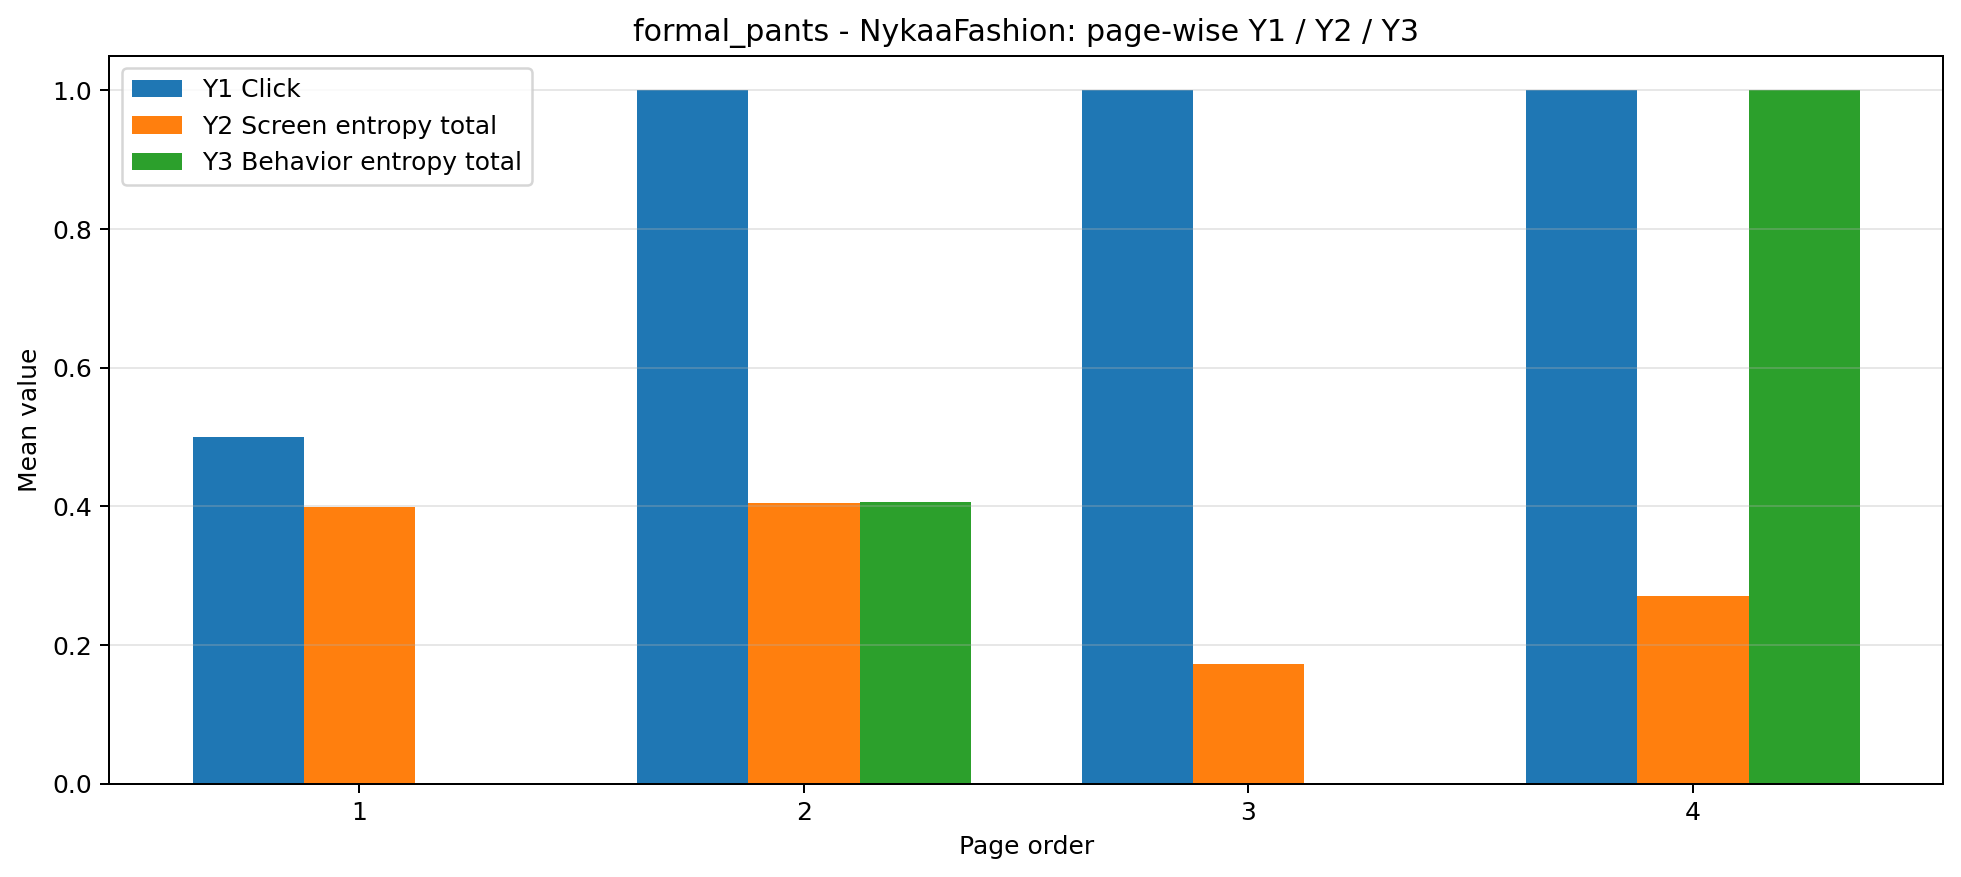 formal_pants - NykaaFashion: page-wise Y1 / Y2 / Y3
Y1 Click
Y2 Screen entropy total
Y3 Behavior entropy total
Mean value
1.0
0.8
0.6
0.4
0.2
0.0
1 2 3 4
Page order